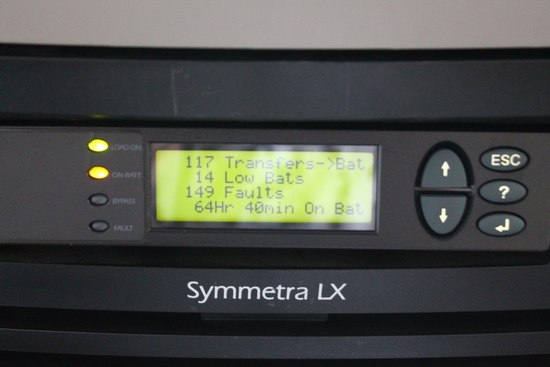 LOAD ON
ON-BATT.
BYPASS
FAULT
117 Transfers->Bat
14 Low Bats
149 Faults
64Hr 40min On Bat
ESC
?
Symmetra LX